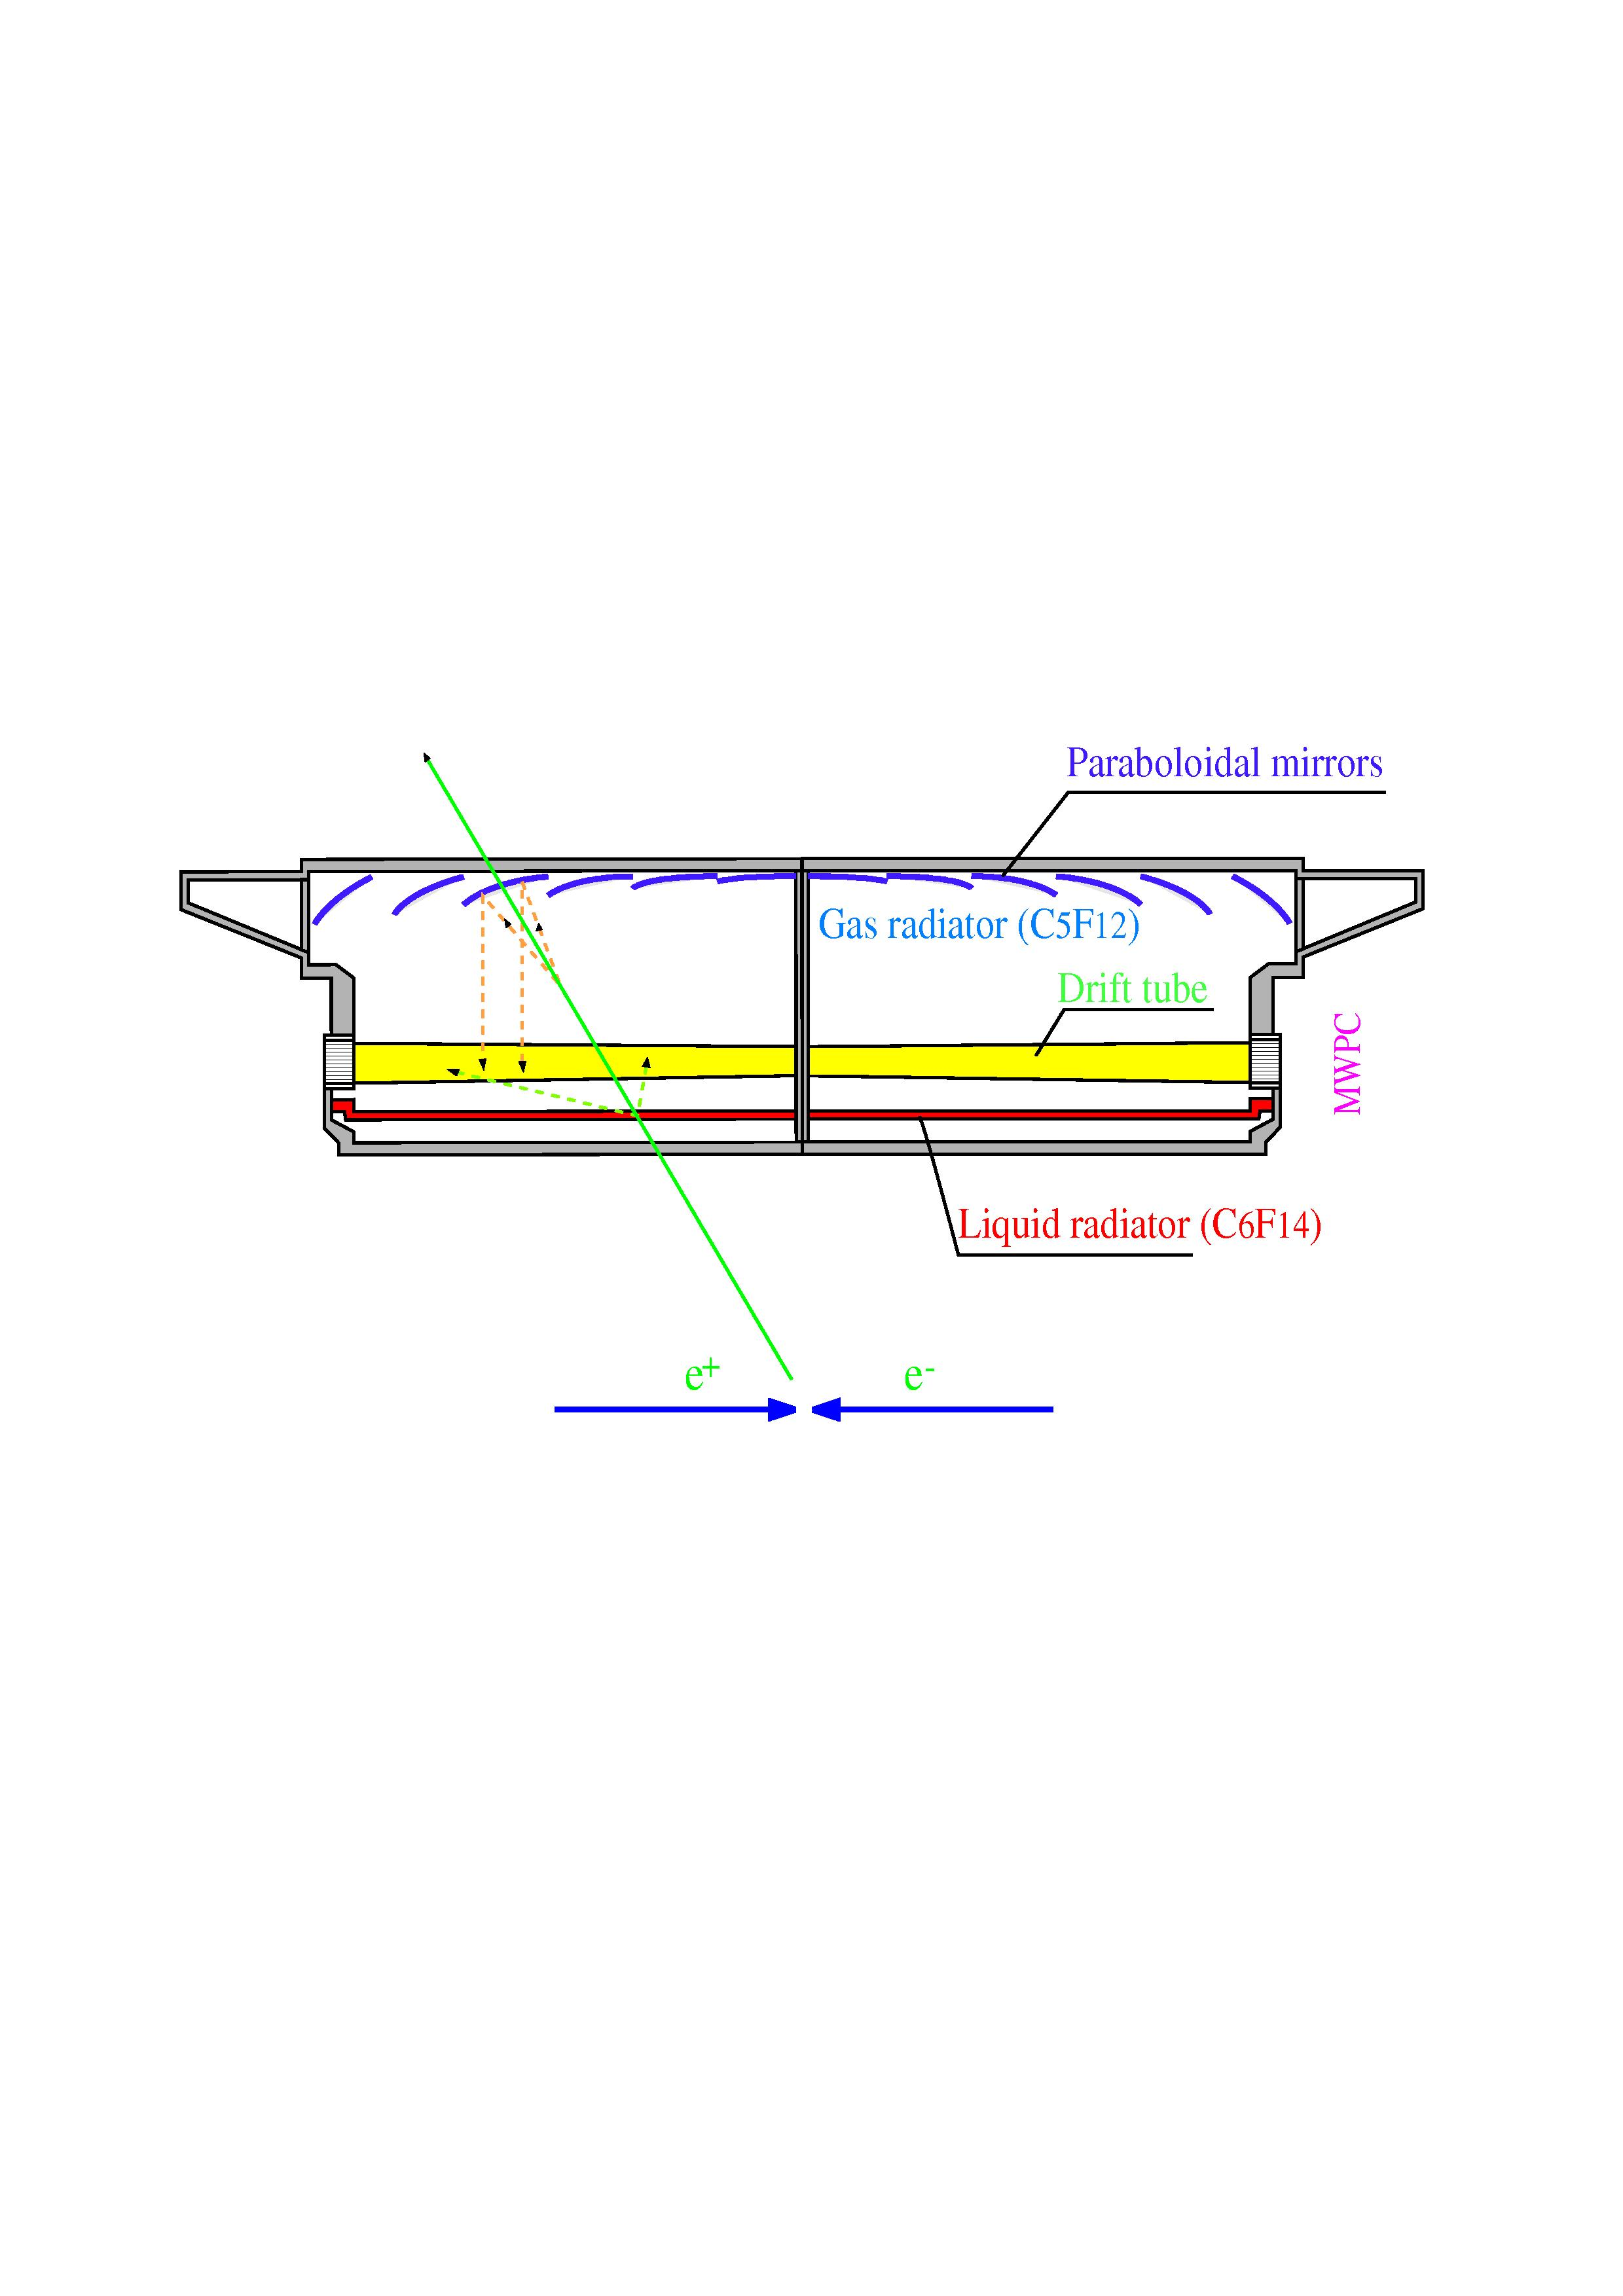 Paraboloidal mirrors
Gas radiator (C5F12)
Drift tube
MWPC
Liquid radiator (C6F14)
e+
e-